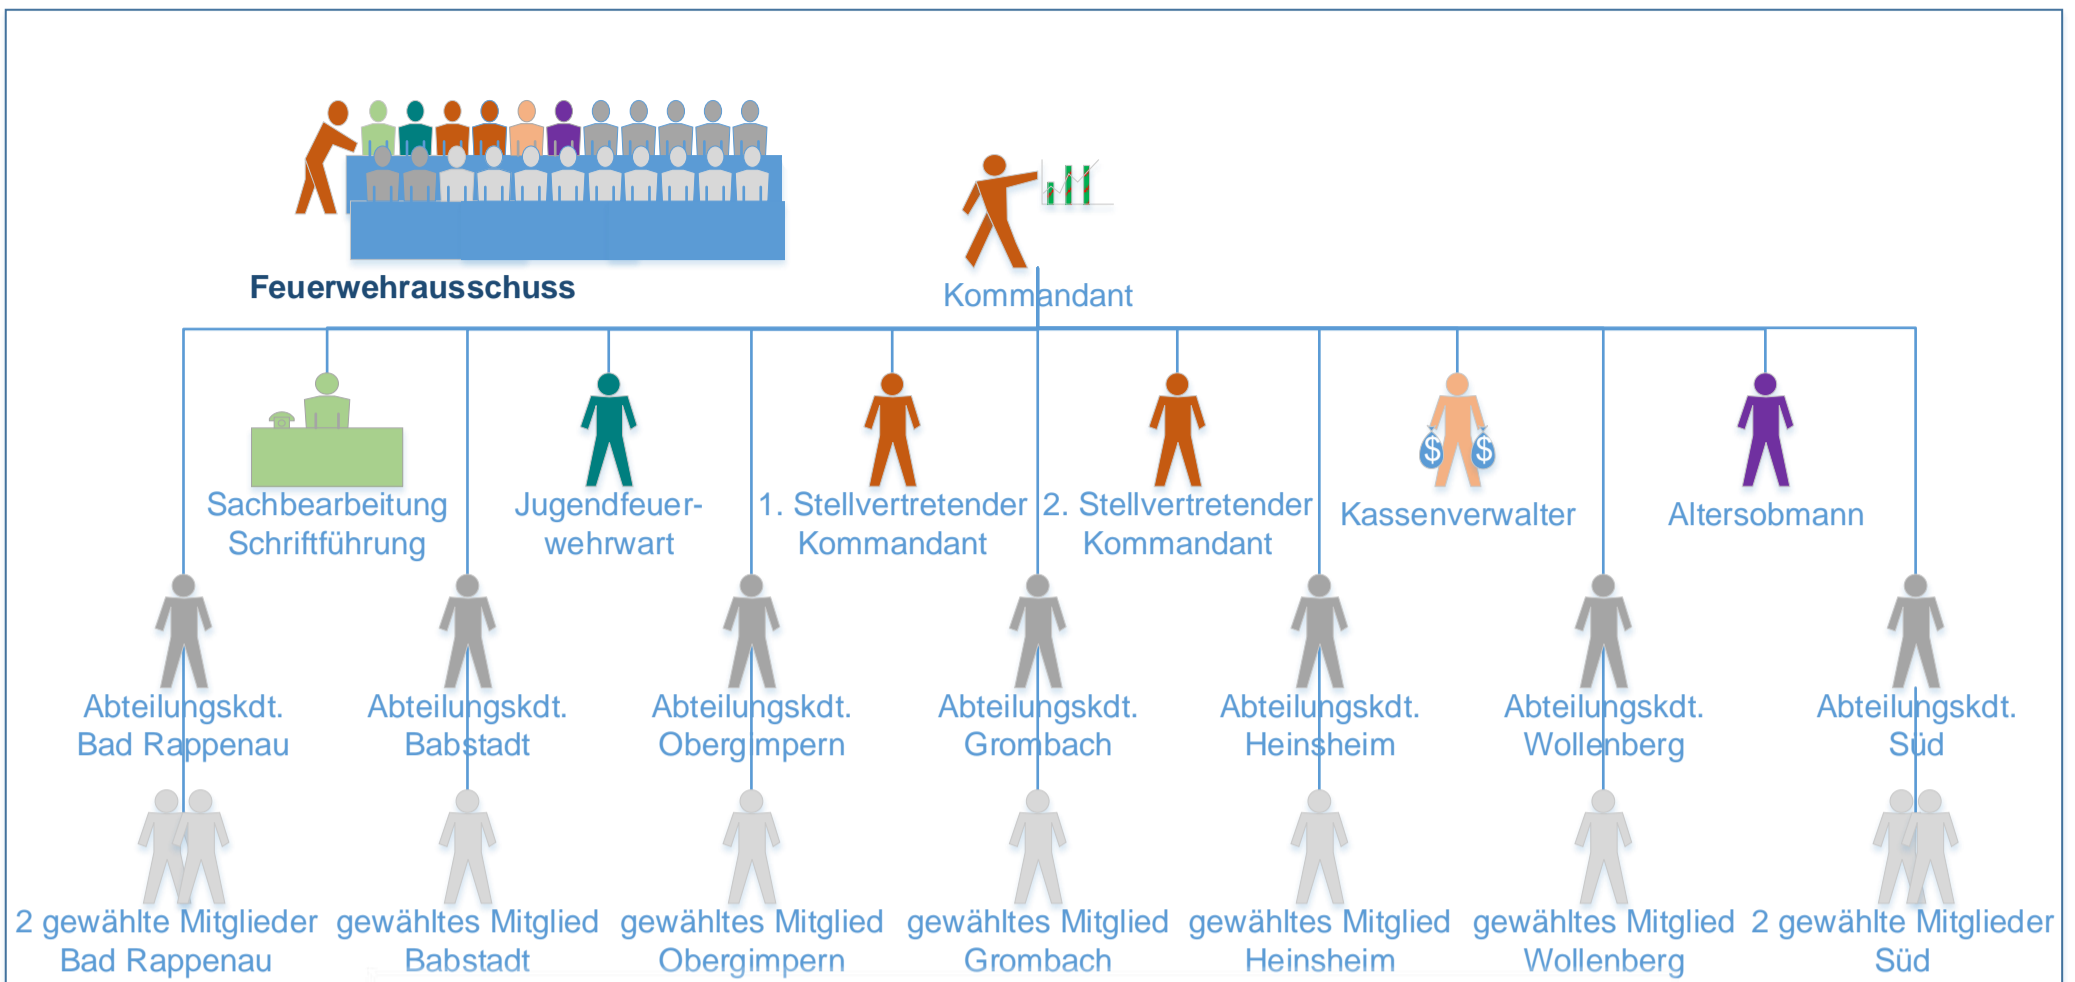 Feuerwehrausschuss
Kommandant
Sachbearbeitung
Schriftführung
Jugendfeuer-
wehrwart
1. Stellvertretender
Kommandant
2. Stellvertretender
Kommandant
Kassenverwalter
Altersobmann
Abteilungskdt.
Bad Rappenau
Abteilungskdt.
Babstadt
Abteilungskdt.
Obergimpern
Abteilungskdt.
Grombach
Abteilungskdt.
Heinsheim
Abteilungskdt.
Wollenberg
Abteilungskdt.
Süd
2 gewählte Mitglieder
Bad Rappenau
gewähltes Mitglied
Babstadt
gewähltes Mitglied
Obergimpern
gewähltes Mitglied
Grombach
gewähltes Mitglied
Heinsheim
gewähltes Mitglied
Wollenberg
2 gewählte Mitglieder
Süd
$
$